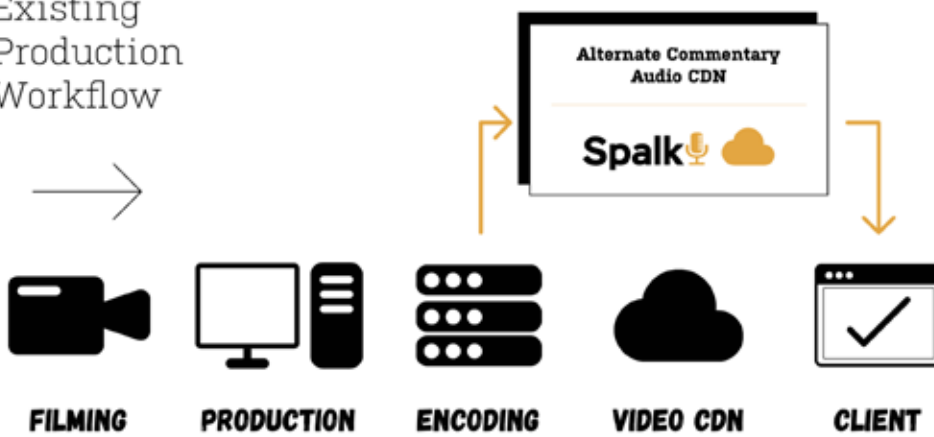 Existing
Production
Workflow
Alternate Commentary
Audio CDN
Spalk
FILMING
PRODUCTION
ENCODING
VIDEO CDN
CLIENT